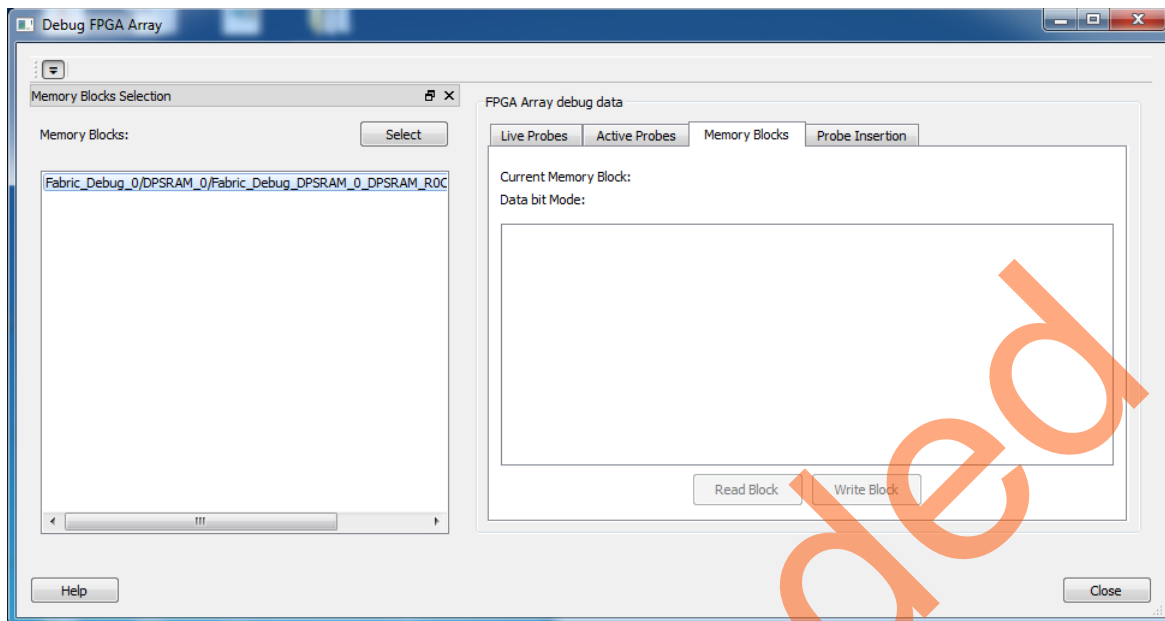 Debug FPGA Array
Memory Blocks Selection
Memory Blocks:
Select
Fabric_Debug_0/DPSRAM_0/Fabric_Debug_DPSRAM_0_DPSRAM_R0C
FPGA Array debug data
Live Probes
Active Probes
Memory Blocks
Probe Insertion
Current Memory Block:
Data bit Mode:
Read Block
Write Block
Help
Close
ded